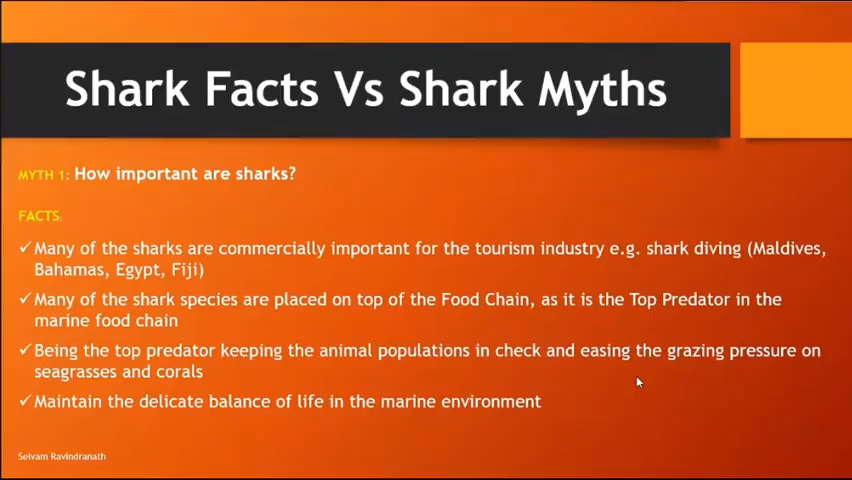 Shark Facts Vs Shark Myths
MYTH 1: How important are sharks?
FACTS:
✓Many of the sharks are commercially important for the tourism industry e.g. shark diving (Maldives,
Bahamas, Egypt, Fiji)
✓Many of the shark species are placed on top of the Food Chain, as it is the Top Predator in the
marine food chain
✓Being the top predator keeping the animal populations in check and easing the grazing pressure on
seagrasses and corals
✓Maintain the delicate balance of life in the marine environment
Selvam Ravindranath